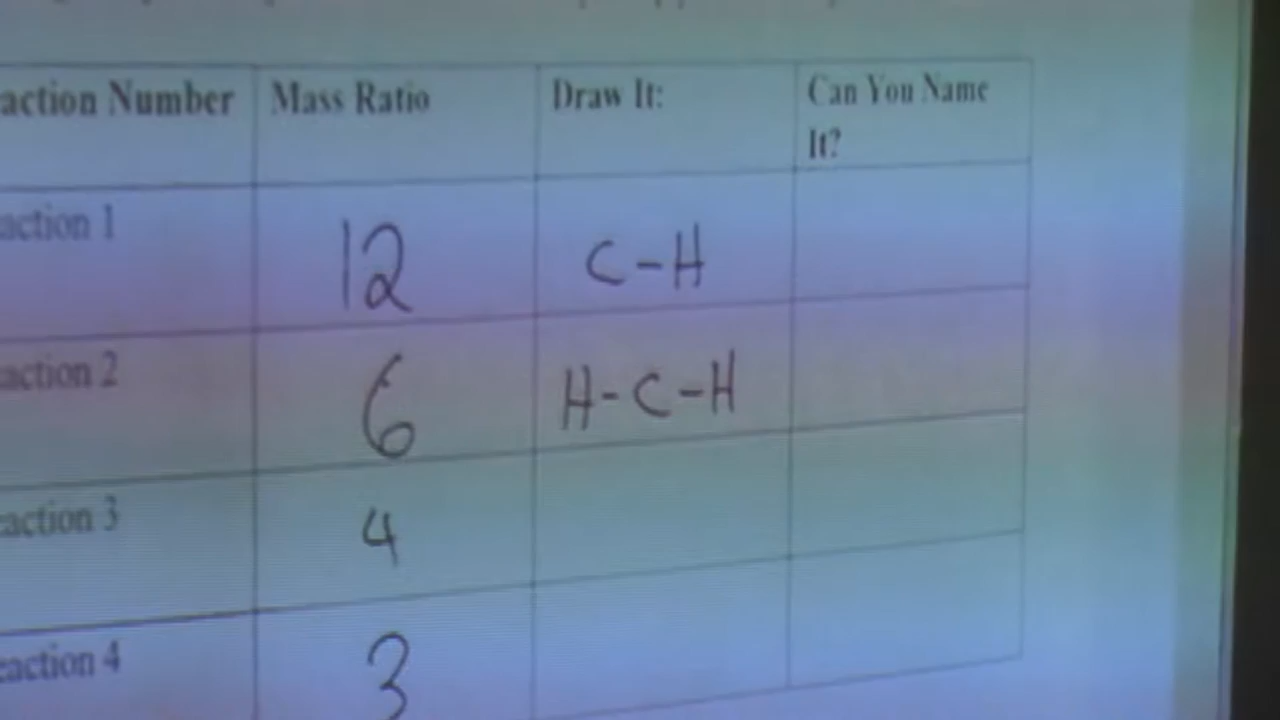 action Number Mass Ratio Draw It: Can You Name
It?
action 1 12 C-H
action 2 6 H-C-H
action 3 4
eaction 4 3